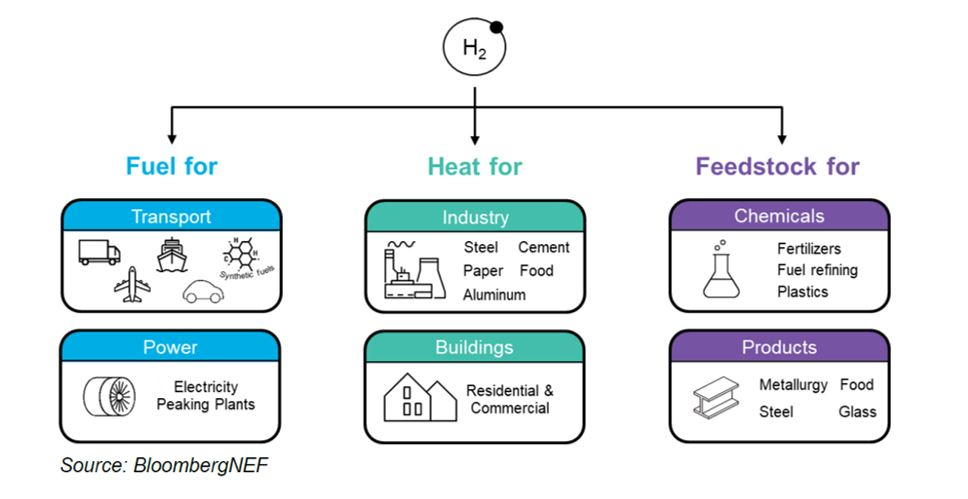 H2
Fuel for
Heat for
Feedstock for
Transport
H
H
C
Synthetic fuels
Industry
Steel Cement
Paper Food
Aluminum
Chemicals
Fertilizers
Fuel refining
Plastics
Power
Electricity
Peaking Plants
Buildings
Residential &
Commercial
Products
Metallurgy Food
Steel Glass
Source: BloombergNEF